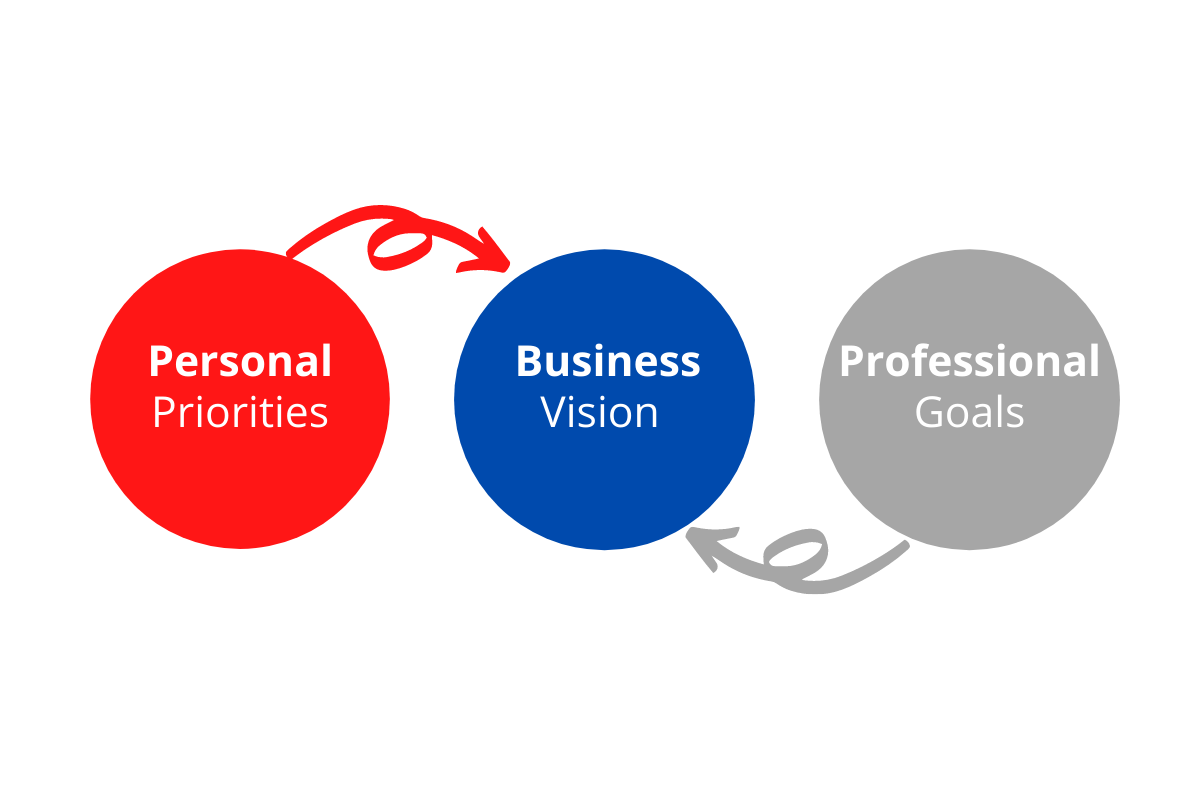 Personal
Priorities
Business
Vision
Professional
Goals